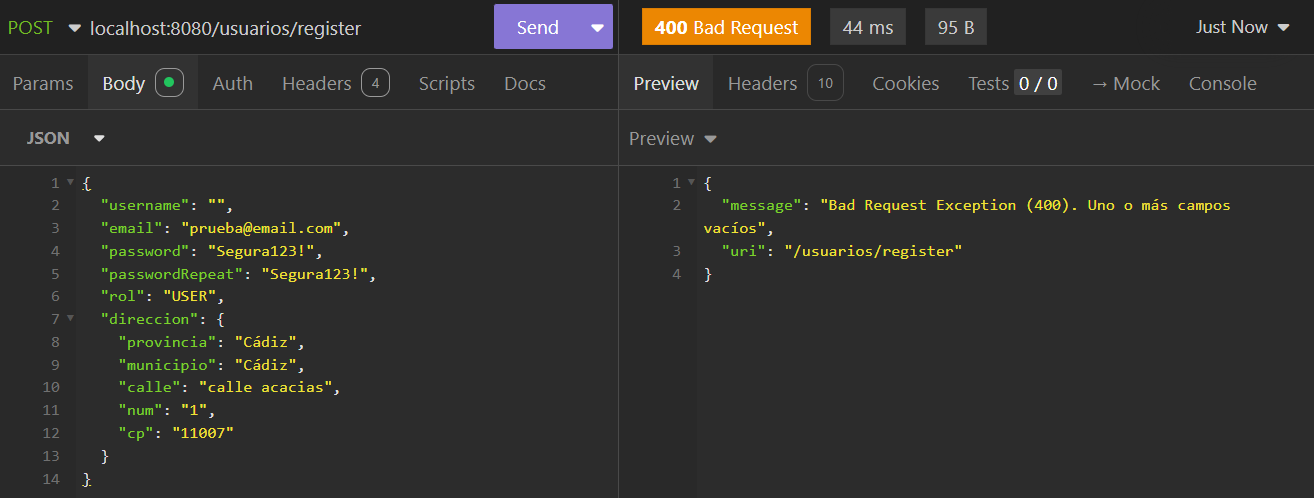 POST localhost:8080/usuarios/register Send 400 Bad Request 44 ms 95 B Just Now
Params Body Auth Headers 4 Scripts Docs Preview Headers 10 Cookies Tests 0 / 0 → Mock Console
JSON
1 {
2 "username": "",
3 "email": "prueba@email.com",
4 "password": "Segura123!",
5 "passwordRepeat": "Segura123!",
6 "rol": "USER",
7 "direccion": {
8 "provincia": "Cádiz",
9 "municipio": "Cádiz",
10 "calle": "calle acacias",
11 "num": "1",
12 "cp": "11007"
13 }
14 }
Preview
1 {
2 "message": "Bad Request Exception (400). Uno o más campos
vacíos",
3 "uri": "/usuarios/register"
4 }